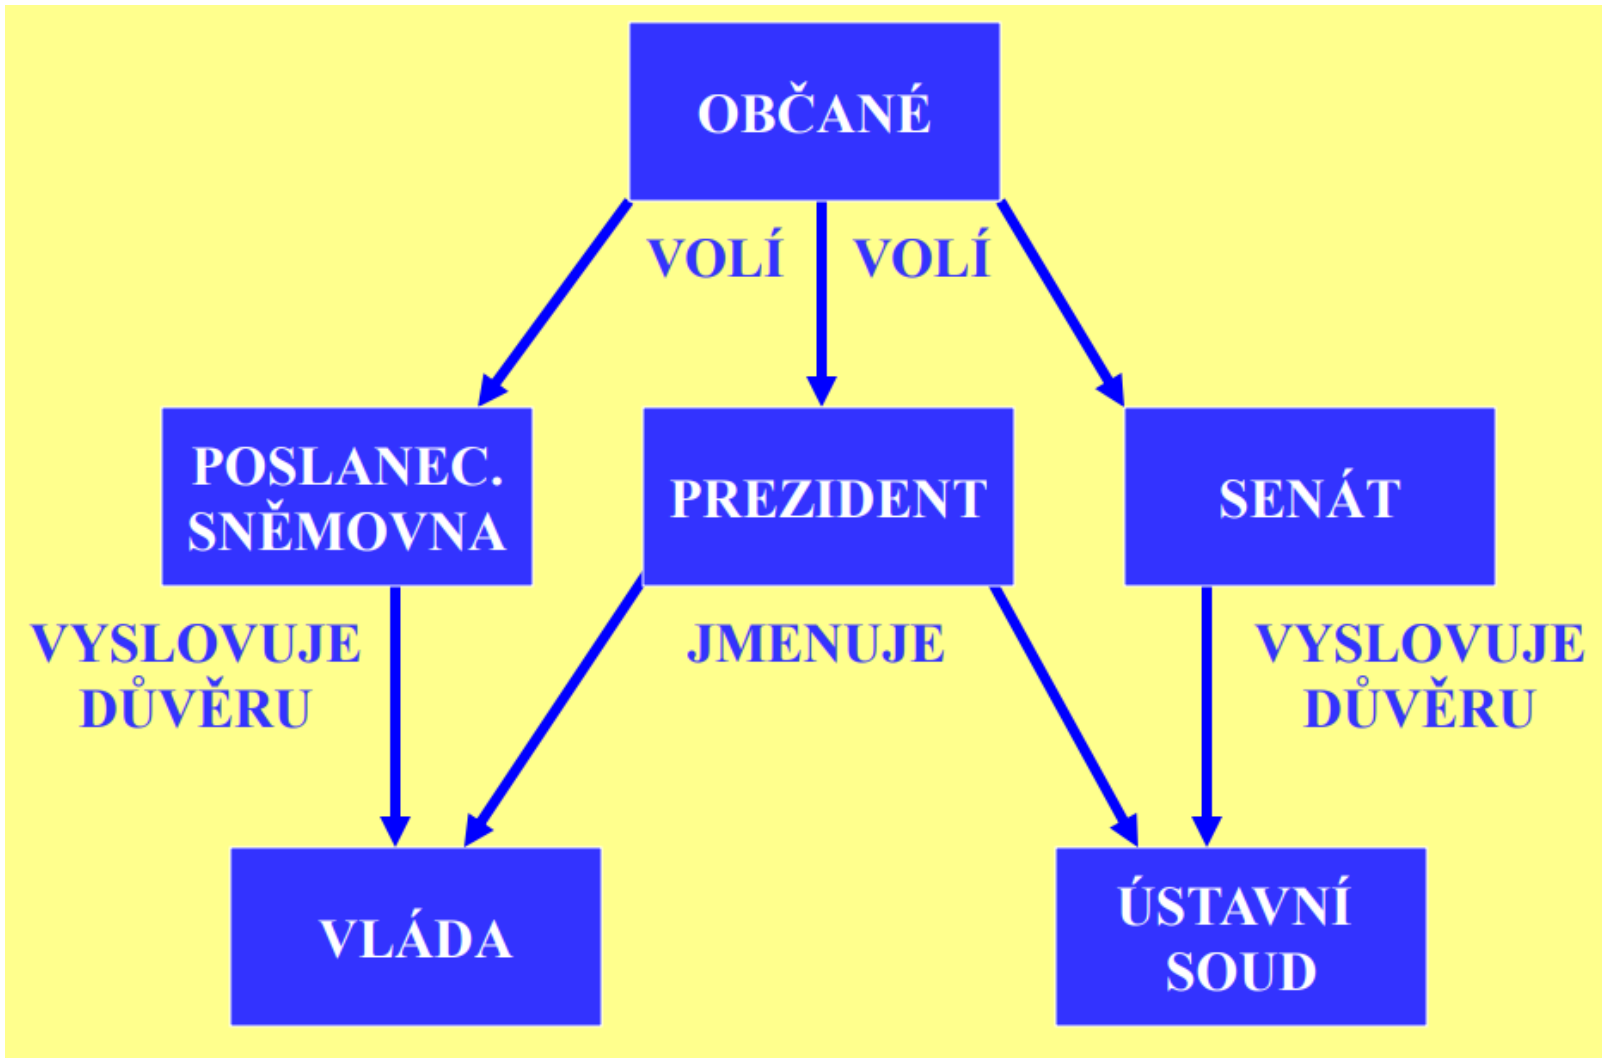 OBČANÉ
VOLÍ VOLÍ
POSLANEC.
SNĚMOVNA
PREZIDENT
SENÁT
VYSLOVUJE
DŮVĚRU
JMENUJE
VYSLOVUJE
DŮVĚRU
VLÁDA
ÚSTAVNÍ
SOUD